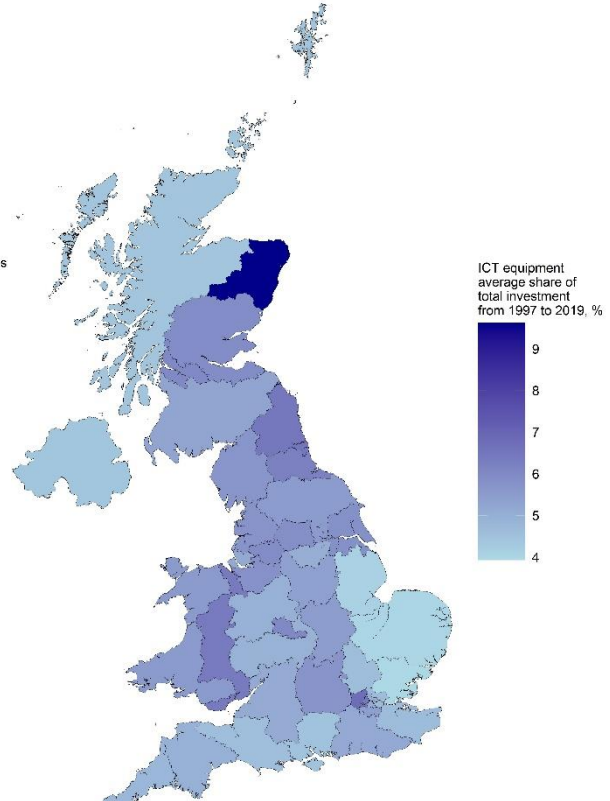 s
ICT equipment
average share of
total investment
from 1997 to 2019, %
9
8
7
6
5
4